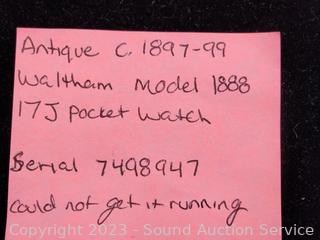 Antique C. 1897-99
Waltham Model 1888
17J Pocket Watch
Serial 7498947
could not get it running
Copyright 2023 - Sound Auction Service